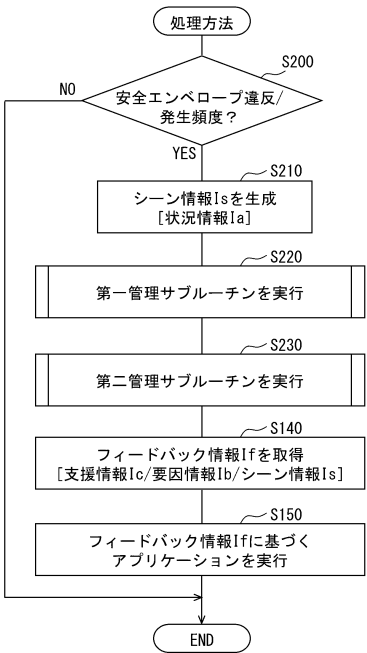 処理方法
S200
NO
安全エンベロープ違反/
発生頻度？
YES
S210
シーン情報Isを生成
[状況情報Ia]
S220
第一管理サブルーチンを実行
S230
第二管理サブルーチンを実行
S140
フィードバック情報Ifを取得
[支援情報Ic/要因情報Ib/シーン情報Is]
S150
フィードバック情報Ifに基づく
アプリケーションを実行
END